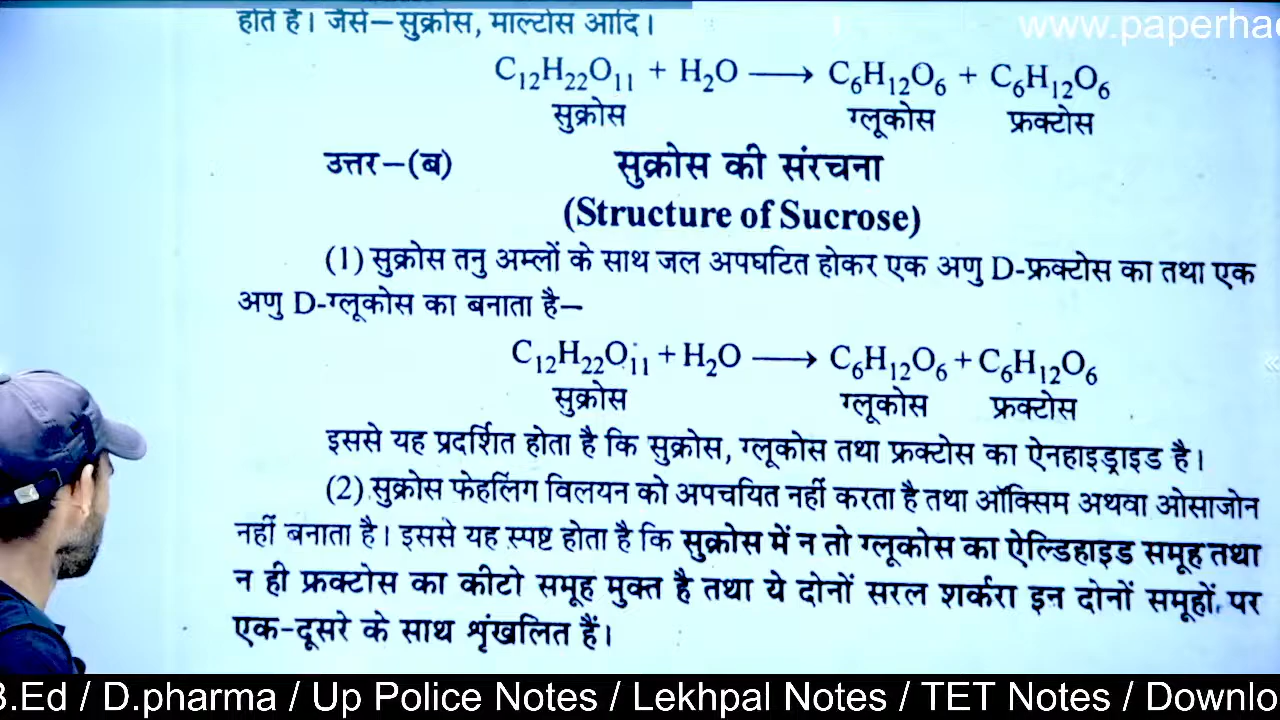 होते हैं। जैसे—सुक्रोस, माल्टोस आदि।
www.paperhac
C₁₂H₂₂O₁₁ + H₂O ⟶ C₆H₁₂O₆ + C₆H₁₂O₆
सुक्रोस ग्लूकोस फ्रक्टोस
उत्तर—(ब) सुक्रोस की संरचना
(Structure of Sucrose)
(1) सुक्रोस तनु अम्लों के साथ जल अपघटित होकर एक अणु D-फ्रक्टोस का तथा एक
अणु D-ग्लूकोस का बनाता है—
C₁₂H₂₂O₁₁ + H₂O ⟶ C₆H₁₂O₆ + C₆H₁₂O₆
सुक्रोस ग्लूकोस फ्रक्टोस
इससे यह प्रदर्शित होता है कि सुक्रोस, ग्लूकोस तथा फ्रक्टोस का ऐनहाइड्राइड है।
(2) सुक्रोस फेहलिंग विलयन को अपचयित नहीं करता है तथा ऑक्सिम अथवा ओसाजोन
नहीं बनाता है। इससे यह स्पष्ट होता है कि सुक्रोस में न तो ग्लूकोस का ऐल्डिहाइड समूह तथा
न ही फ्रक्टोस का कीटो समूह मुक्त है तथा ये दोनों सरल शर्करा इन दोनों समूहों पर
एक-दूसरे के साथ शृंखलित हैं।
B.Ed / D.pharma / Up Police Notes / Lekhpal Notes / TET Notes / Downlo